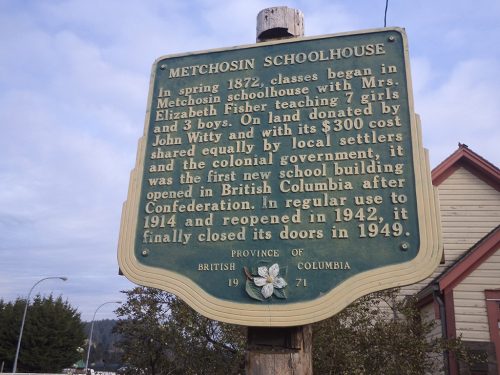 METCHOSIN SCHOOLHOUSE
In spring 1872, classes began in
Metchosin schoolhouse with Mrs.
Elizabeth Fisher teaching 7 girls
and 3 boys. On land donated by
John Witty and with its $300 cost
shared equally by local settlers
and the colonial government, it
was the first new school building
opened in British Columbia after
Confederation. In regular use to
1914 and reopened in 1942, it
finally closed its doors in 1949.
PROVINCE OF
BRITISH COLUMBIA
1971